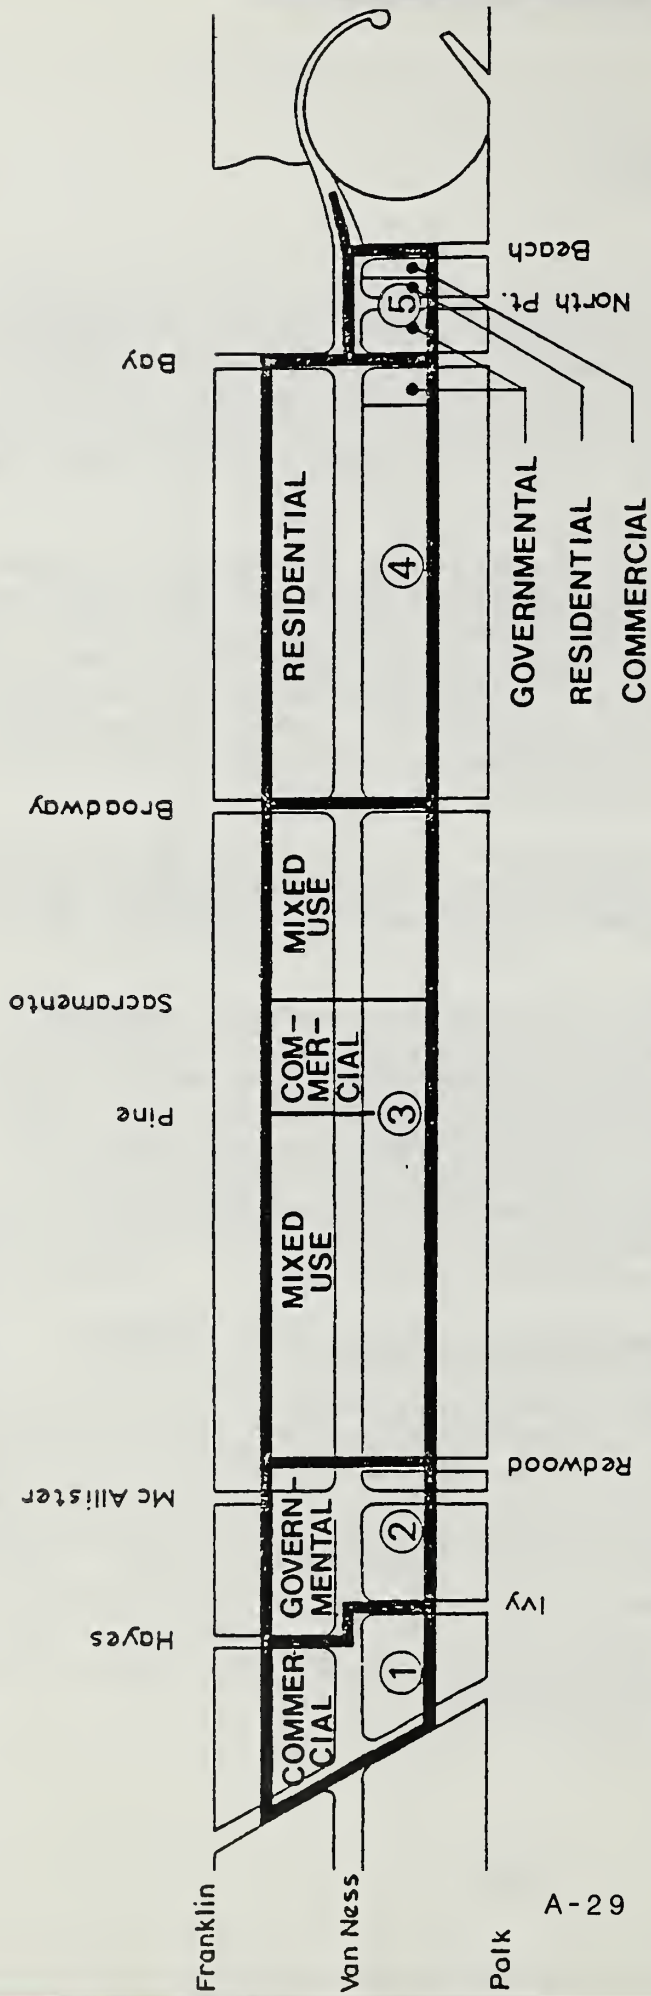 Beach
North Pt.
Bay
Broadway
Sacramento
Pine
Redwood
Mc Allister
Ivy
Hayes
5
RESIDENTIAL
4
GOVERNMENTAL
RESIDENTIAL
COMMERCIAL
MIXED
USE
COM-
MER-
CIAL
3
MIXED
USE
GOVERN-
MENTAL
2
COMMER-
CIAL
1
Franklin
Van Ness
Polk
A-29